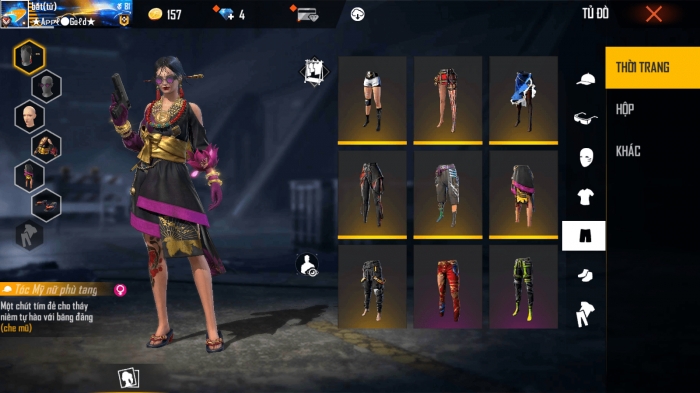 bất(tử)
★Appl●Gold★
157
4
TỦ ĐỒ
THỜI TRANG
HỘP
KHÁC
Tóc Mỹ nữ phù tang
Một chút tím để cho thấy
niềm tự hào với băng đảng
(che mũ)